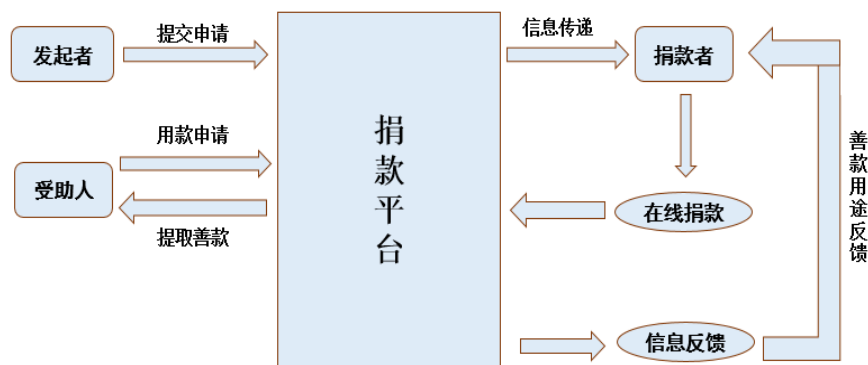 提交申请
信息传递
发起者
捐款者
用款申请
捐款平台
善款用途反馈
受助人
在线捐款
提取善款
信息反馈